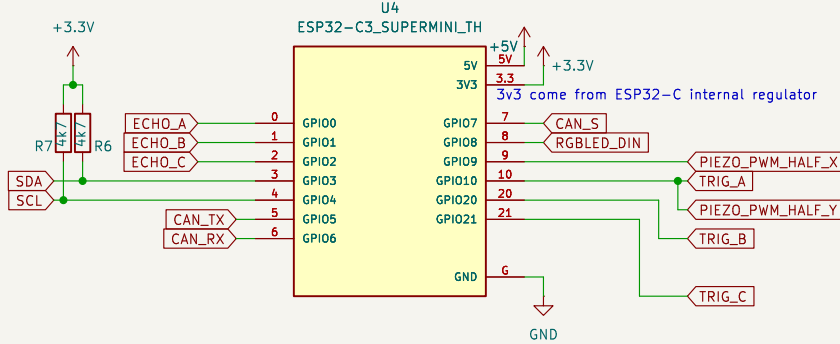 U4
ESP32-C3_SUPERMINI_TH
+3.3V
+5V
5V
5V
3.3
3V3
+3.3V
3v3 come from ESP32-C internal regulator
R7
4k7
4k7
R6
ECHO_A
0
GPIO0
GPIO7
7
CAN_S
ECHO_B
1
GPIO1
GPIO8
8
RGBLED_DIN
ECHO_C
2
GPIO2
GPIO9
9
PIEZO_PWM_HALF_X
SDA
3
GPIO3
GPIO10
10
TRIG_A
SCL
4
GPIO4
GPIO20
20
PIEZO_PWM_HALF_Y
CAN_TX
5
GPIO5
GPIO21
21
CAN_RX
6
GPIO6
TRIG_B
GND
G
TRIG_C
GND